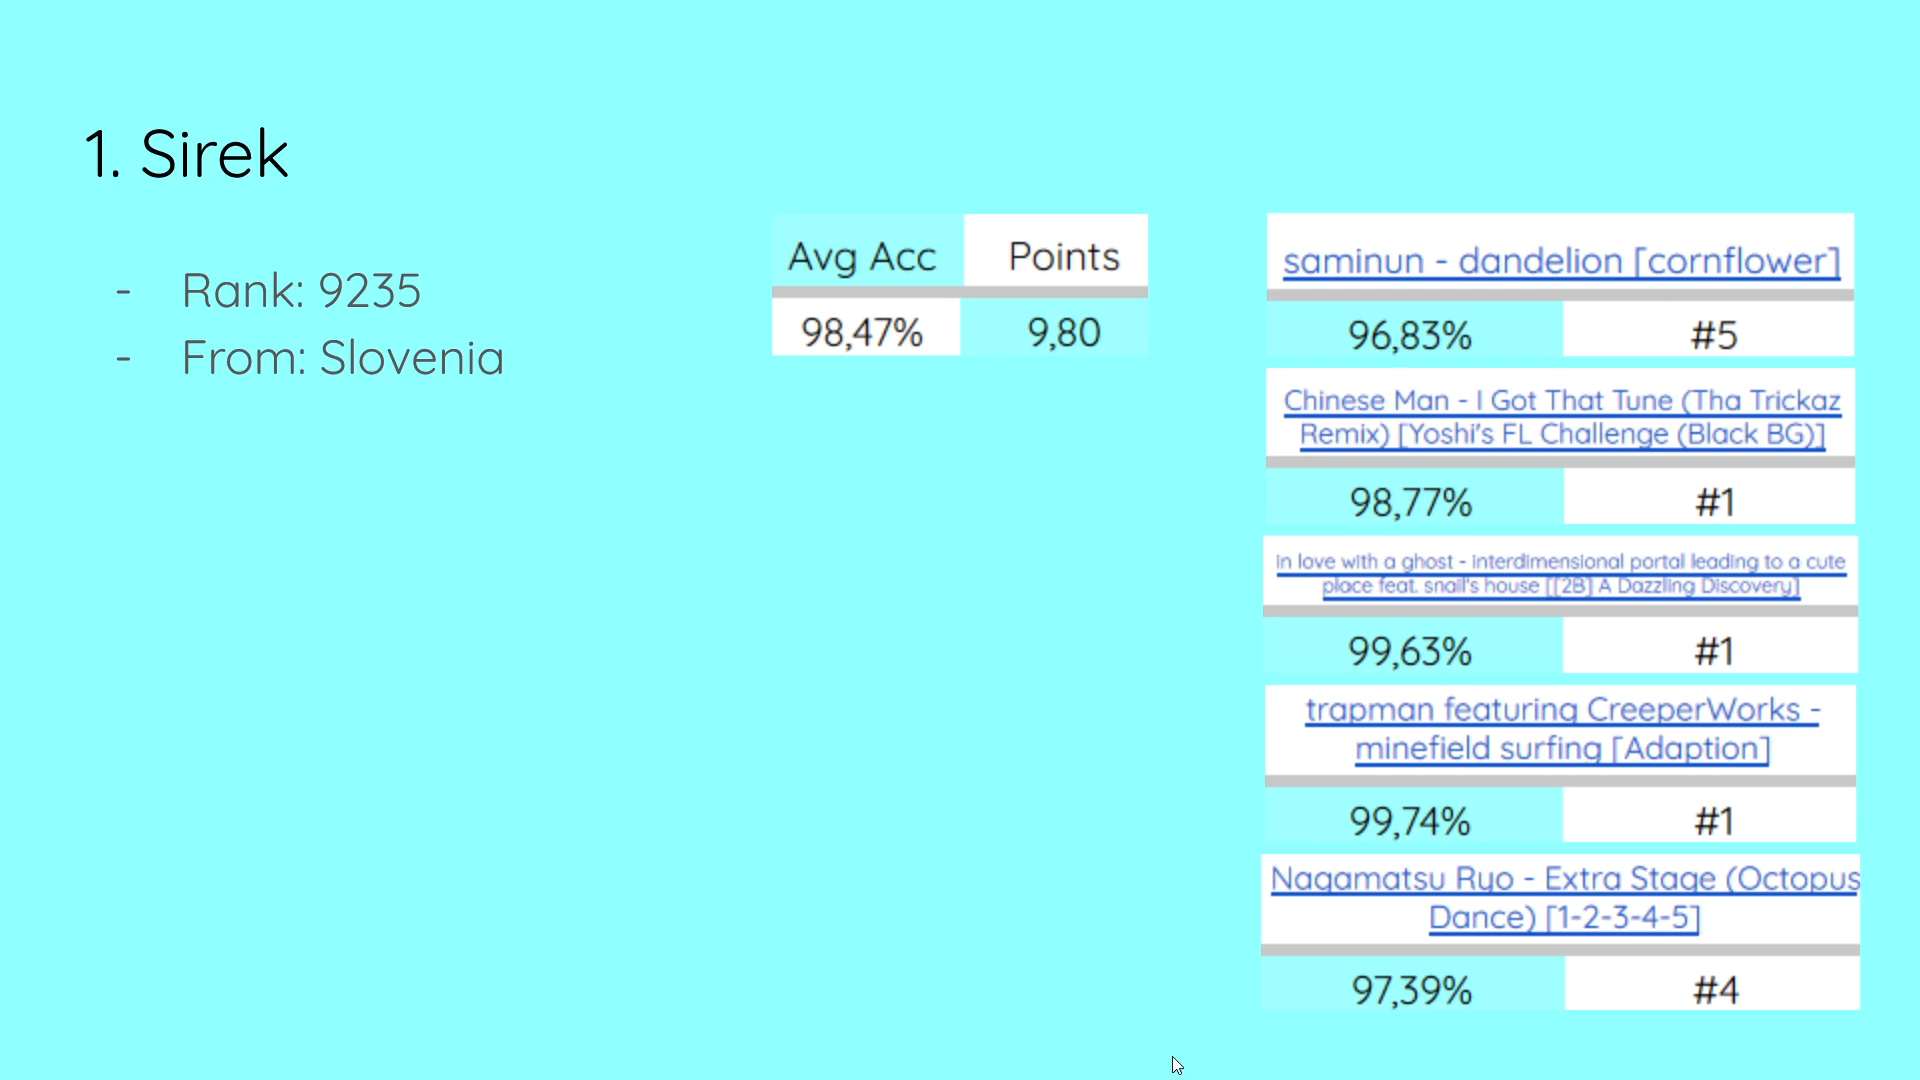 1. Sirek
- Rank: 9235
- From: Slovenia
Avg Acc Points
98,47% 9,80
saminun - dandelion [cornflower]
96,83% #5
Chinese Man - I Got That Tune (Tha Trickaz
Remix) [Yoshi's FL Challenge (Black BG)]
98,77% #1
in love with a ghost - interdimensional portal leading to a cute
place feat. snail's house [[2B] A Dazzling Discovery]
99,63% #1
trapman featuring CreeperWorks -
minefield surfing [Adaption]
99,74% #1
Nagamatsu Ryo - Extra Stage (Octopus
Dance) [1-2-3-4-5]
97,39% #4